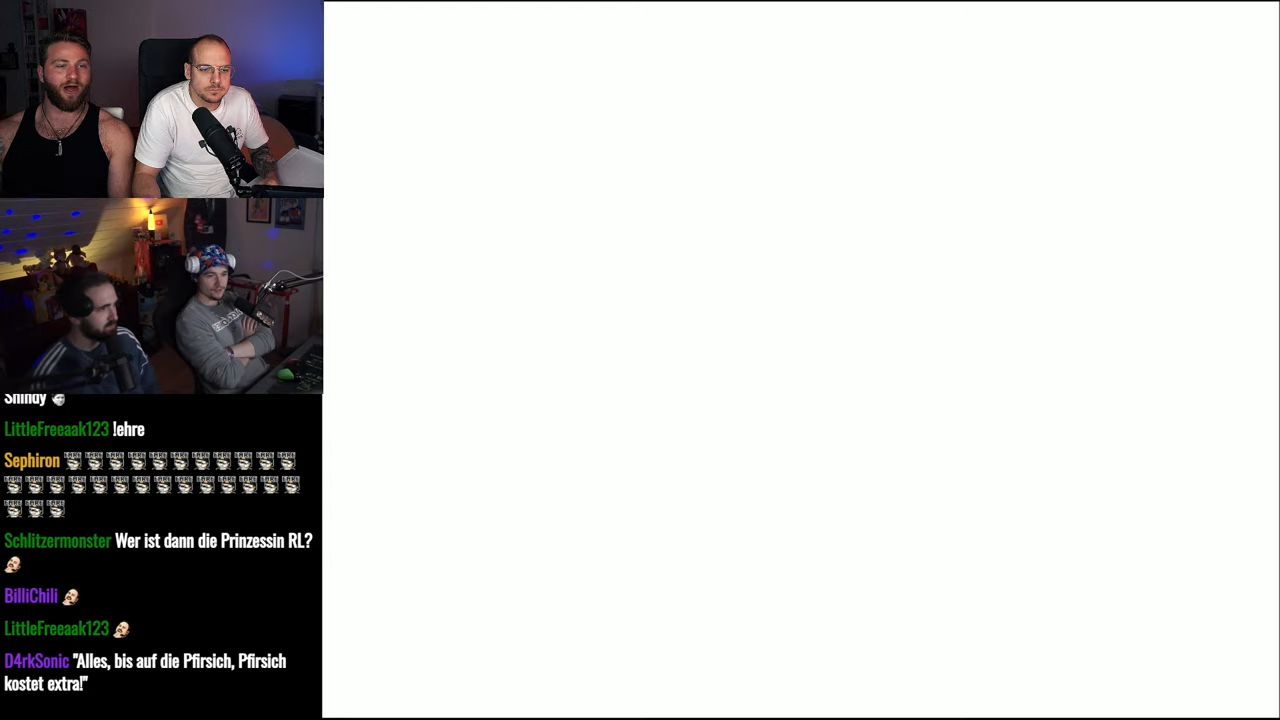 Shindy
LittleFreeaak123 !ehre
Sephiron
Schlitzermonster Wer ist dann die Prinzessin RL?
BilliChili
LittleFreeaak123
D4rkSonic "Alles, bis auf die Pfirsich, Pfirsich
kostet extra!"